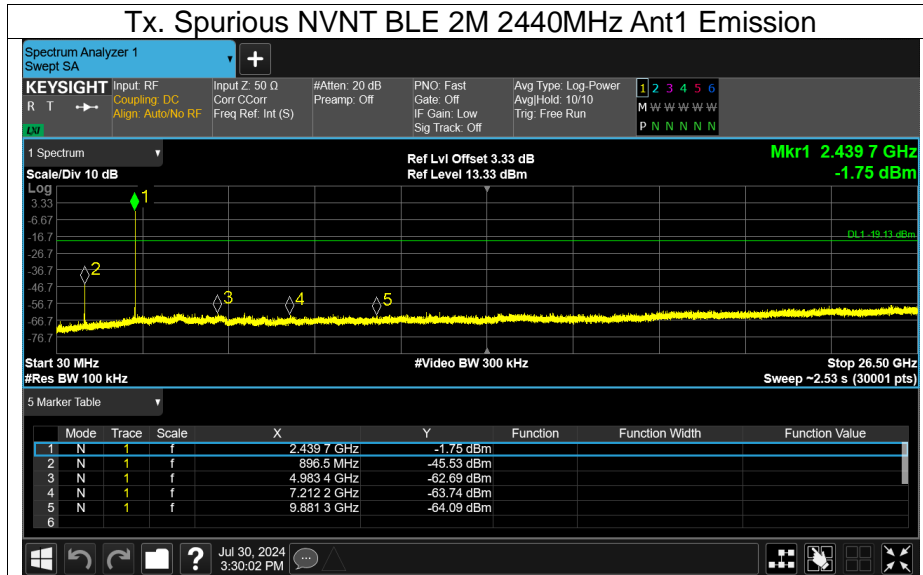 Tx. Spurious NVNT BLE 2M 2440MHz Ant1 Emission
Spectrum Analyzer 1
Swept SA
+
KEYSIGHT Input: RF Input Z: 50 Ω #Atten: 20 dB PNO: Fast Avg Type: Log-Power 1 2 3 4 5 6
R T Coupling: DC Corr CCorr Preamp: Off Gate: Off Avg|Hold: 10/10 M W W W W W
Align: Auto/No RF Freq Ref: Int (S) IF Gain: Low Trig: Free Run
LXI Sig Track: Off P N N N N N
1 Spectrum Ref Lvl Offset 3.33 dB Mkr1 2.439 7 GHz
Scale/Div 10 dB Ref Level 13.33 dBm -1.75 dBm
Log
1
3.33
-6.67
-16.7
DL1 -19.13 dBm
-26.7
-36.7
2
-46.7
-56.7
3 4 5
-66.7
-76.7
Start 30 MHz #Video BW 300 kHz Stop 26.50 GHz
#Res BW 100 kHz Sweep ~2.53 s (30001 pts)
5 Marker Table
Mode Trace Scale X Y Function Function Width Function Value
1 N 1 f 2.439 7 GHz -1.75 dBm
2 N 1 f 896.5 MHz -45.53 dBm
3 N 1 f 4.983 4 GHz -62.69 dBm
4 N 1 f 7.212 2 GHz -63.74 dBm
5 N 1 f 9.881 3 GHz -64.09 dBm
6
? Jul 30, 2024
3:30:02 PM